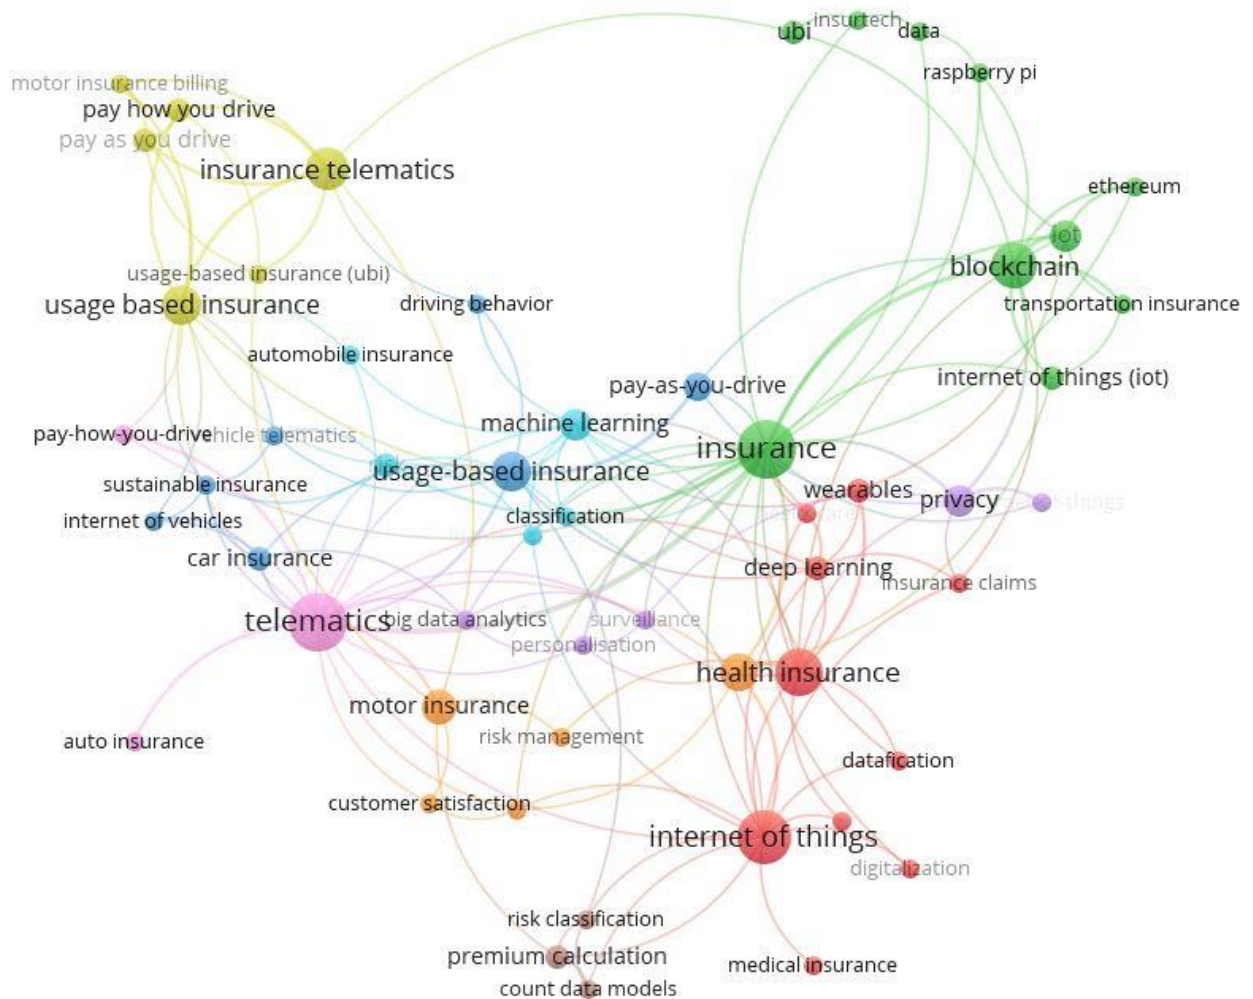 ubi
insurtech
data
raspberry pi
motor insurance billing
pay how you drive
pay as you drive
insurance telematics
ethereum
iot
blockchain
usage-based insurance (ubi)
usage based insurance
driving behavior
transportation insurance
automobile insurance
pay-as-you-drive
internet of things (iot)
machine learning
pay-how-you-drive
vehicle telematics
insurance
usage-based insurance
sustainable insurance
wearables
privacy
internet of vehicles
classification
car insurance
deep learning
insurance claims
telematics
big data analytics
surveillance
personalisation
health insurance
motor insurance
risk management
auto insurance
datafication
customer satisfaction
internet of things
digitalization
risk classification
premium calculation
medical insurance
count data models